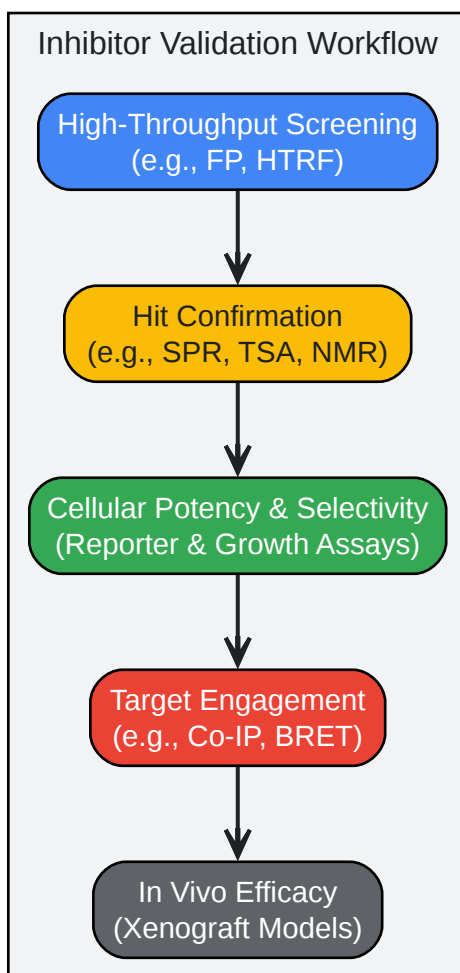 Inhibitor Validation Workflow
High-Throughput Screening
(e.g., FP, HTRF)
Hit Confirmation
(e.g., SPR, TSA, NMR)
Cellular Potency & Selectivity
(Reporter & Growth Assays)
Target Engagement
(e.g., Co-IP, BRET)
In Vivo Efficacy
(Xenograft Models)